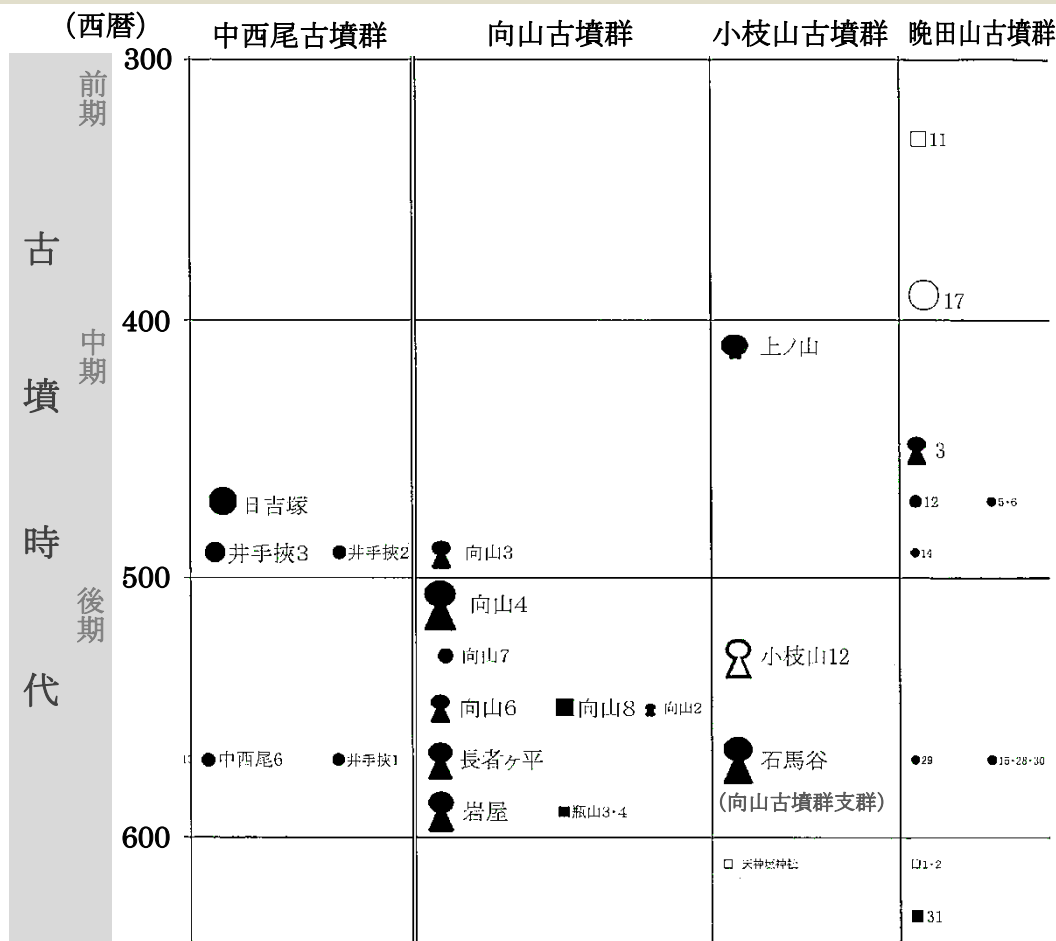 (西暦) 中西尾古墳群 向山古墳群 小枝山古墳群 晩田山古墳群
300
前期
□11
古
○17
400
中期
上ノ山
墳
3
日吉塚 12 5・6
時
井手挾3 井手挾2 向山3 14
500
後期
向山4
向山7 小枝山12
代
向山6 向山8 向山2
中西尾6 井手挾1 長者ヶ平 石馬谷 29 15・28・30
(向山古墳群支群)
岩屋 瓶山3・4
600
1・2
31